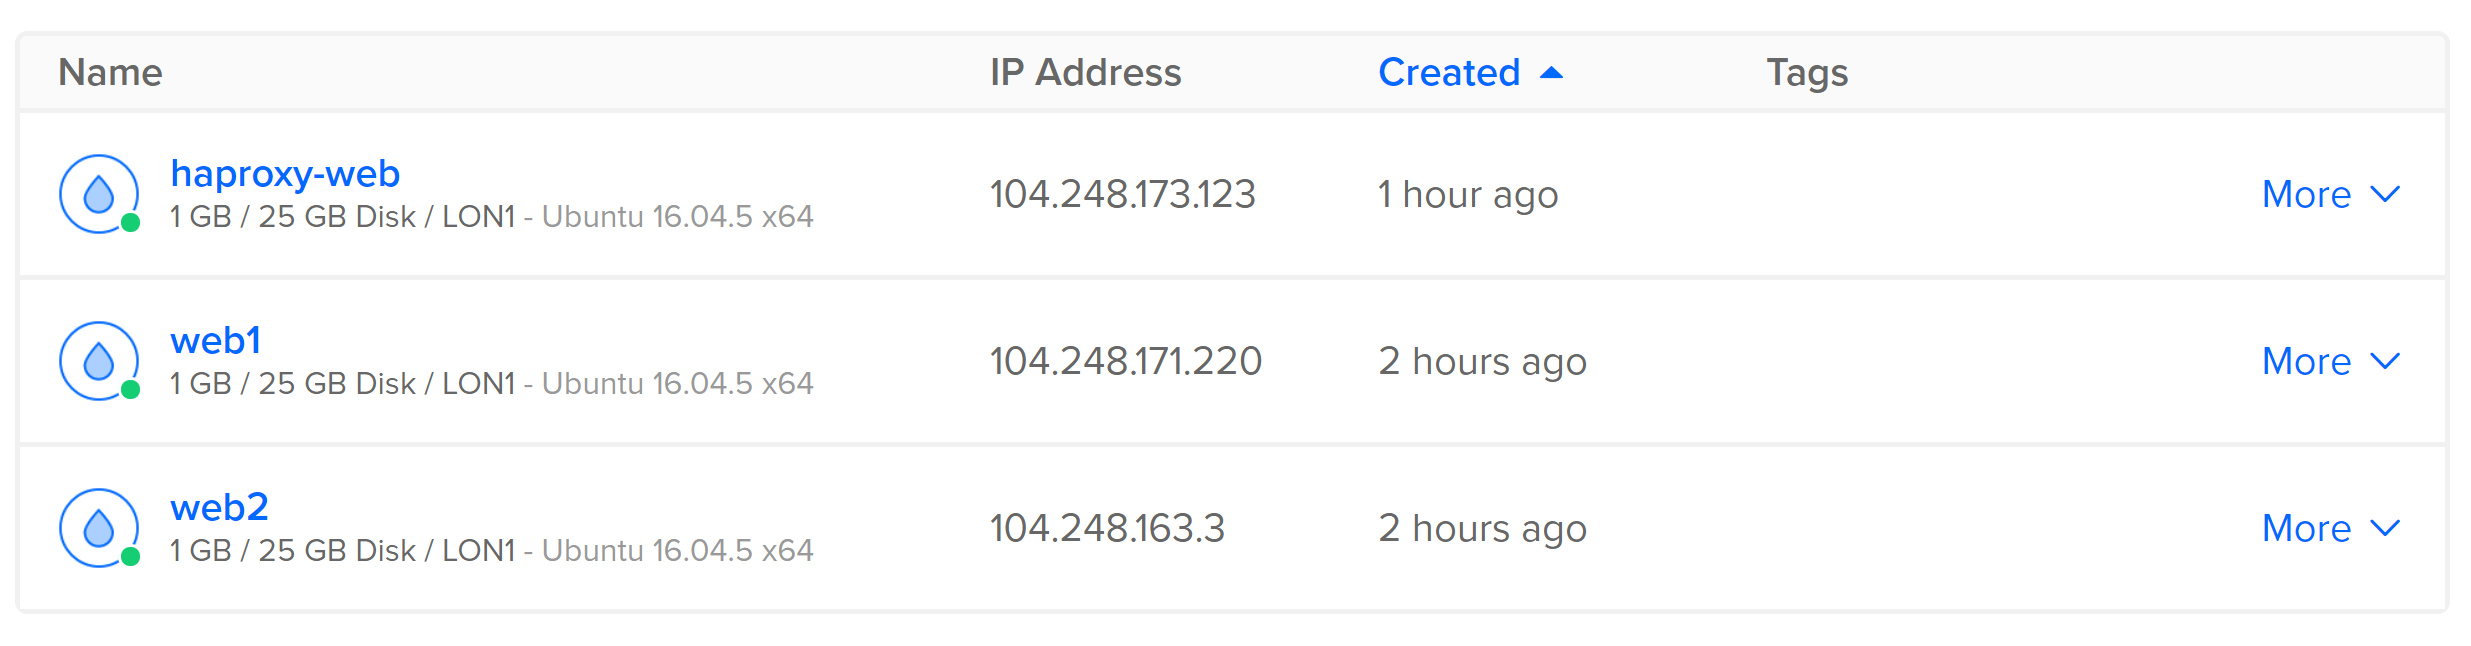 Name IP Address Created Tags
haproxy-web
1 GB / 25 GB Disk / LON1 - Ubuntu 16.04.5 x64
104.248.173.123 1 hour ago More
web1
1 GB / 25 GB Disk / LON1 - Ubuntu 16.04.5 x64
104.248.171.220 2 hours ago More
web2
1 GB / 25 GB Disk / LON1 - Ubuntu 16.04.5 x64
104.248.163.3 2 hours ago More